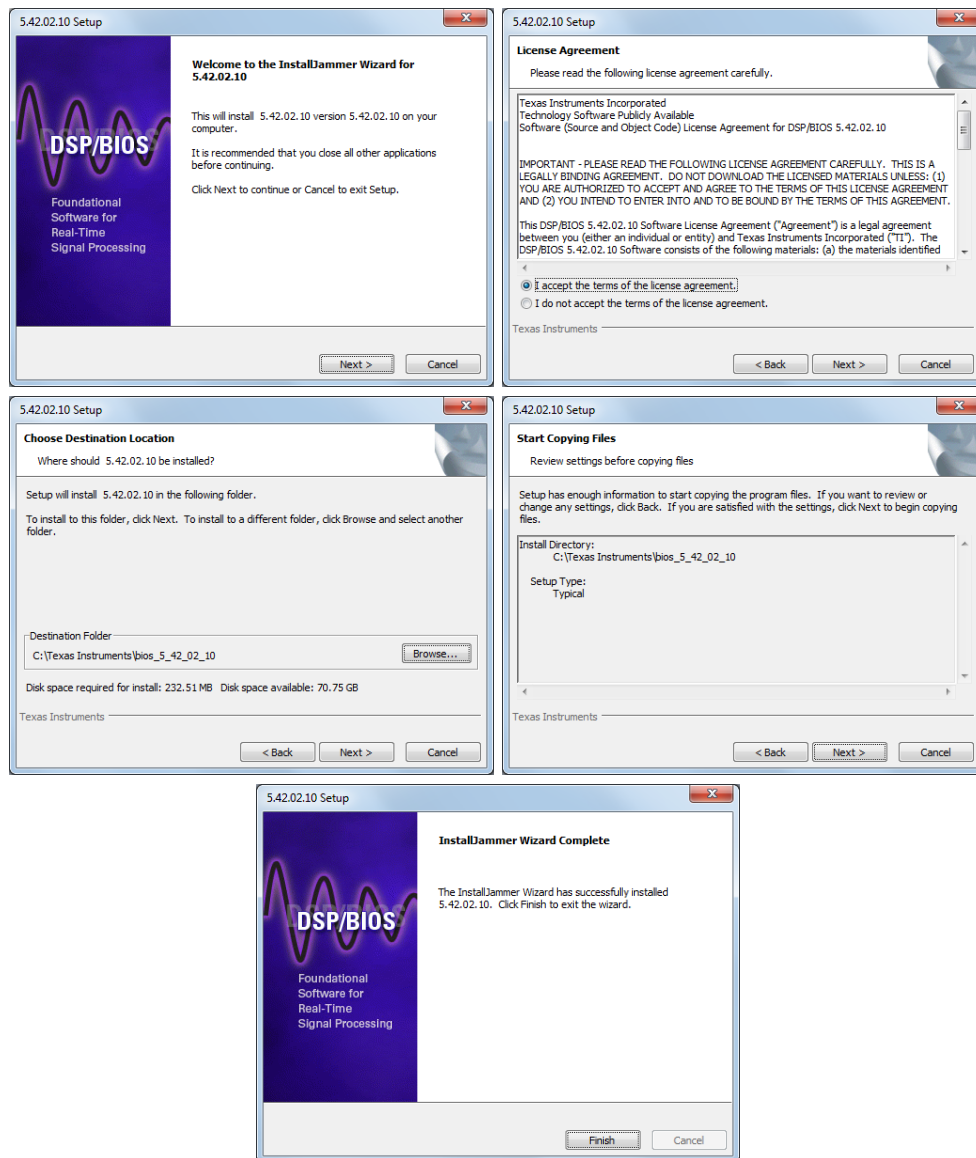 5.42.02.10 Setup
DSP/BIOS
Foundational
Software for
Real-Time
Signal Processing
Welcome to the InstallJammer Wizard for
5.42.02.10
This will install 5.42.02.10 version 5.42.02.10 on your
computer.
It is recommended that you close all other applications
before continuing.
Click Next to continue or Cancel to exit Setup.
Next >
Cancel
5.42.02.10 Setup
License Agreement
Please read the following license agreement carefully.
Texas Instruments Incorporated
Technology Software Publicly Available
Software (Source and Object Code) License Agreement for DSP/BIOS 5.42.02.10
IMPORTANT - PLEASE READ THE FOLLOWING LICENSE AGREEMENT CAREFULLY. THIS IS A
LEGALLY BINDING AGREEMENT. DO NOT DOWNLOAD THE LICENSED MATERIALS UNLESS: (1)
YOU ARE AUTHORIZED TO ACCEPT AND AGREE TO THE TERMS OF THIS LICENSE AGREEMENT
AND (2) YOU INTEND TO ENTER INTO AND TO BE BOUND BY THE TERMS OF THIS AGREEMENT.
This DSP/BIOS 5.42.02.10 Software License Agreement ("Agreement") is a legal agreement
between you (either an individual or entity) and Texas Instruments Incorporated ("TI"). The
DSP/BIOS 5.42.02.10 Software consists of the following materials: (a) the materials identified
I accept the terms of the license agreement.
I do not accept the terms of the license agreement.
Texas Instruments
< Back
Next >
Cancel
5.42.02.10 Setup
Choose Destination Location
Where should 5.42.02.10 be installed?
Setup will install 5.42.02.10 in the following folder.
To install to this folder, click Next. To install to a different folder, click Browse and select another
folder.
Destination Folder
C:\Texas Instruments\bios_5_42_02_10
Browse...
Disk space required for install: 232.51 MB Disk space available: 70.75 GB
Texas Instruments
< Back
Next >
Cancel
5.42.02.10 Setup
Start Copying Files
Review settings before copying files
Setup has enough information to start copying the program files. If you want to review or
change any settings, click Back. If you are satisfied with the settings, click Next to begin copying
files.
Install Directory:
C:\Texas Instruments\bios_5_42_02_10
Setup Type:
Typical
Texas Instruments
< Back
Next >
Cancel
5.42.02.10 Setup
DSP/BIOS
Foundational
Software for
Real-Time
Signal Processing
InstallJammer Wizard Complete
The InstallJammer Wizard has successfully installed
5.42.02.10. Click Finish to exit the wizard.
Finish
Cancel